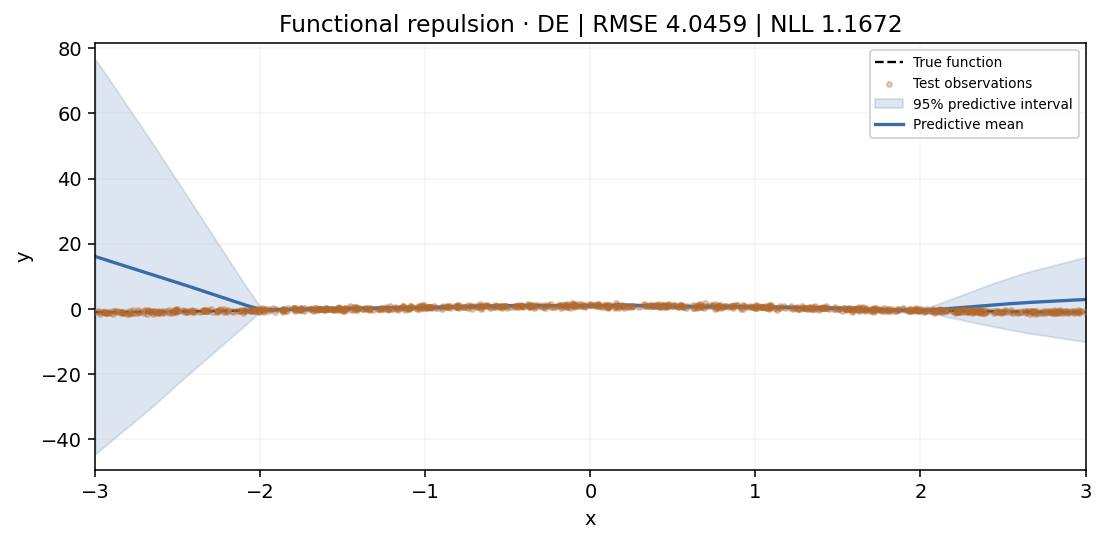 Functional repulsion · DE | RMSE 4.0459 | NLL 1.1672
True function
Test observations
95% predictive interval
Predictive mean
y
80
60
40
20
0
−20
−40
−3
−2
−1
0
1
2
3
x